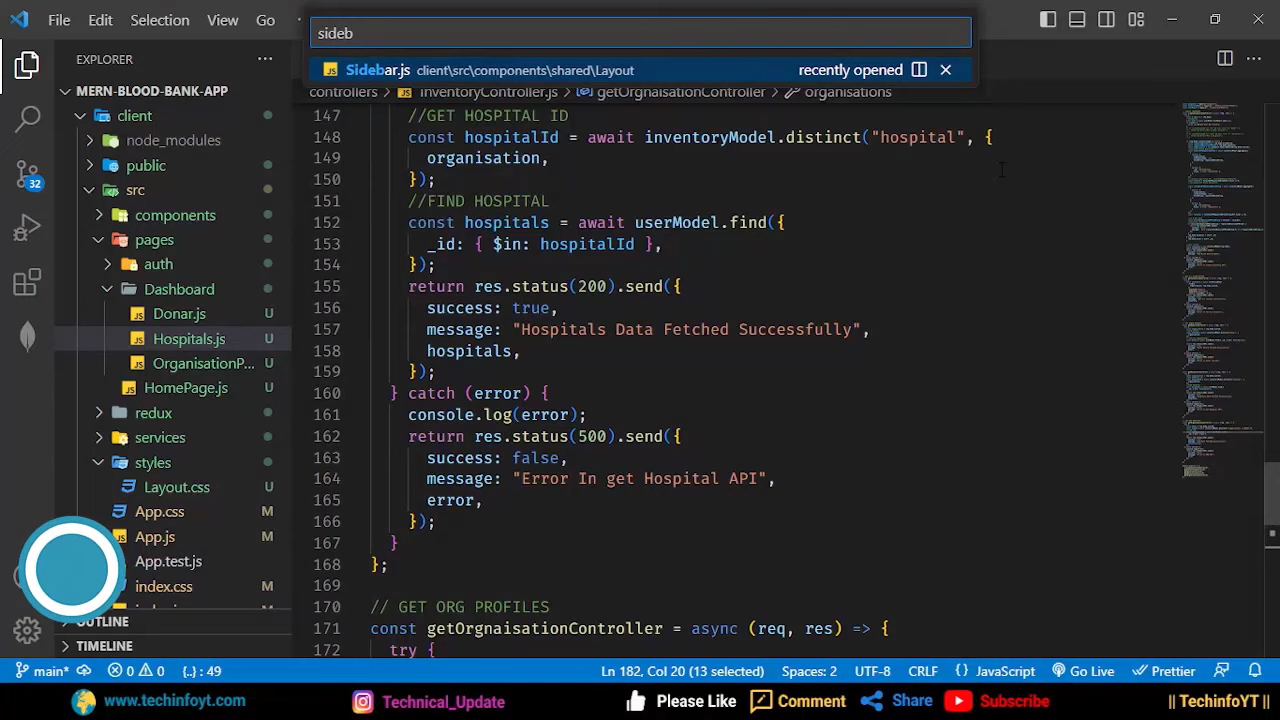 File Edit Selection View Go
sideb
Sidebar.js client\src\components\shared\Layout recently opened
EXPLORER
controllers > InventoryController.js > getOrgnaisationController > organisations
MERN-BLOOD-BANK-APP
client
node_modules
public
src
components
pages
auth
Dashboard
Donar.js U
Hospitals.js U
OrganisationP... U
HomePage.js U
redux
services
styles
Layout.css U
App.css M
App.js M
App.test.js
index.css M
OUTLINE
TIMELINE
32
147 //GET HOSPITAL ID
148 const hospitalId = await inventoryModel.distinct("hospital", {
149 organisation,
150 });
151 //FIND HOSPITAL
152 const hospitals = await userModel.find({
153 _id: { $in: hospitalId },
154 });
155 return res.status(200).send({
156 success: true,
157 message: "Hospitals Data Fetched Successfully",
158 hospitals,
159 });
160 } catch (error) {
161 console.log(error);
162 return res.status(500).send({
163 success: false,
164 message: "Error In get Hospital API",
165 error,
166 });
167 }
168 };
169
170 // GET ORG PROFILES
171 const getOrgnaisationController = async (req, res) => {
172 try {
main* 0 0 {..} : 49 Ln 182, Col 20 (13 selected) Spaces: 2 UTF-8 CRLF {} JavaScript Go Live Prettier
www.techinfoyt.com Technical_Update Please Like Comment Share Subscribe || TechinfoYT ||